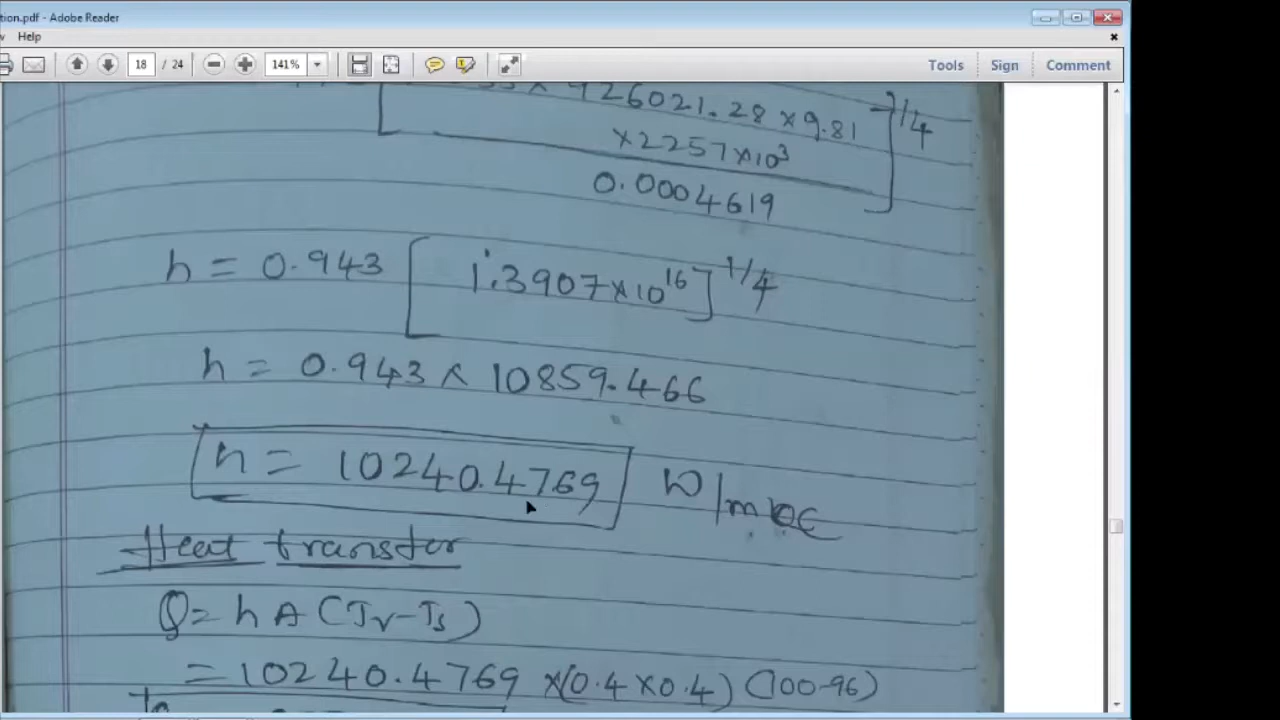 tion.pdf - Adobe Reader
Help
18 / 24 141% Tools Sign Comment
× 926021.28 × 9.81
×2257×10³
0.0004619
1/4
h = 0.943 [ 1.3907×10¹⁶ ] 1/4
h = 0.943 × 10859.466
h = 10240.4769 W/m²°C
Heat transfer
Q = hA (Tv-Ts)
= 10240.4769 ×(0.4×0.4) (100-96)